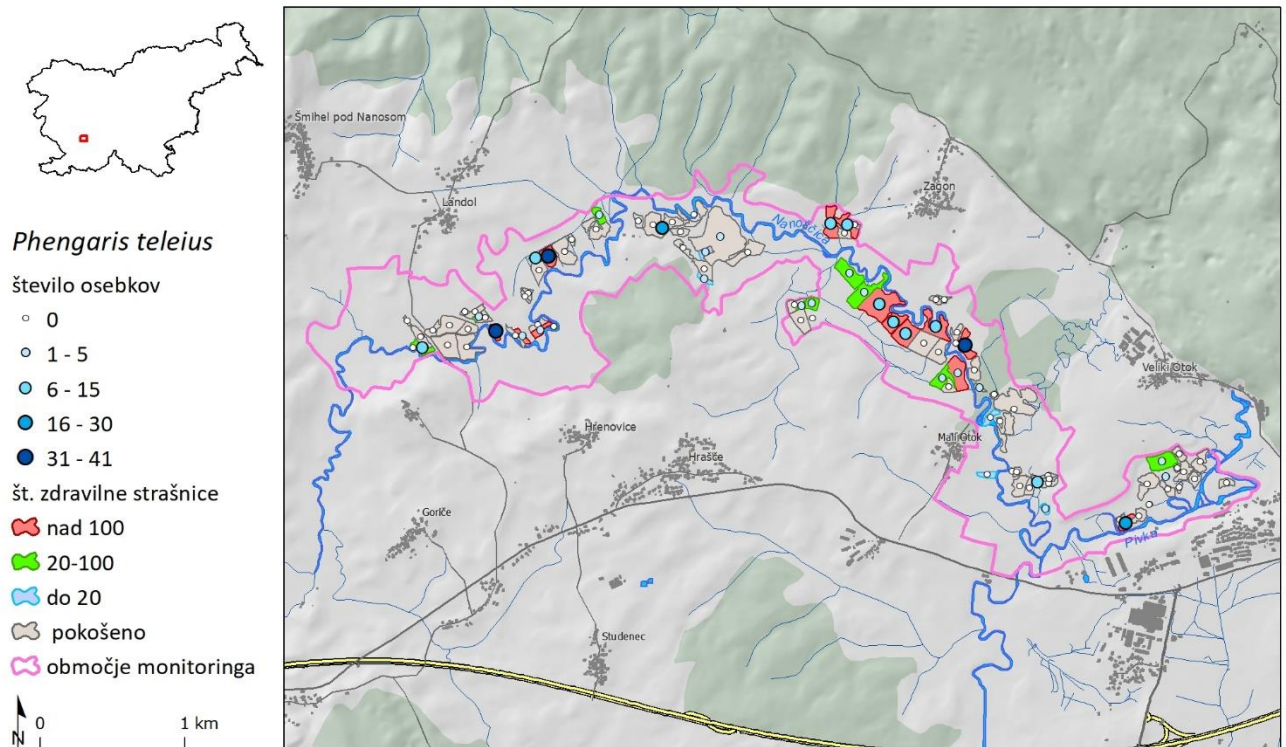 Phengaris teleius
število osebkov
0
1 - 5
6 - 15
16 - 30
31 - 41
št. zdravilne strašnice
nad 100
20-100
do 20
pokošeno
območje monitoringa
N
0
1 km
Šmihel pod Nanosom
Landol
Zagon
Nanoščica
Veliki Otok
Mali Otok
Hrenovice
Hrašče
Goriče
Pivka
Studenec